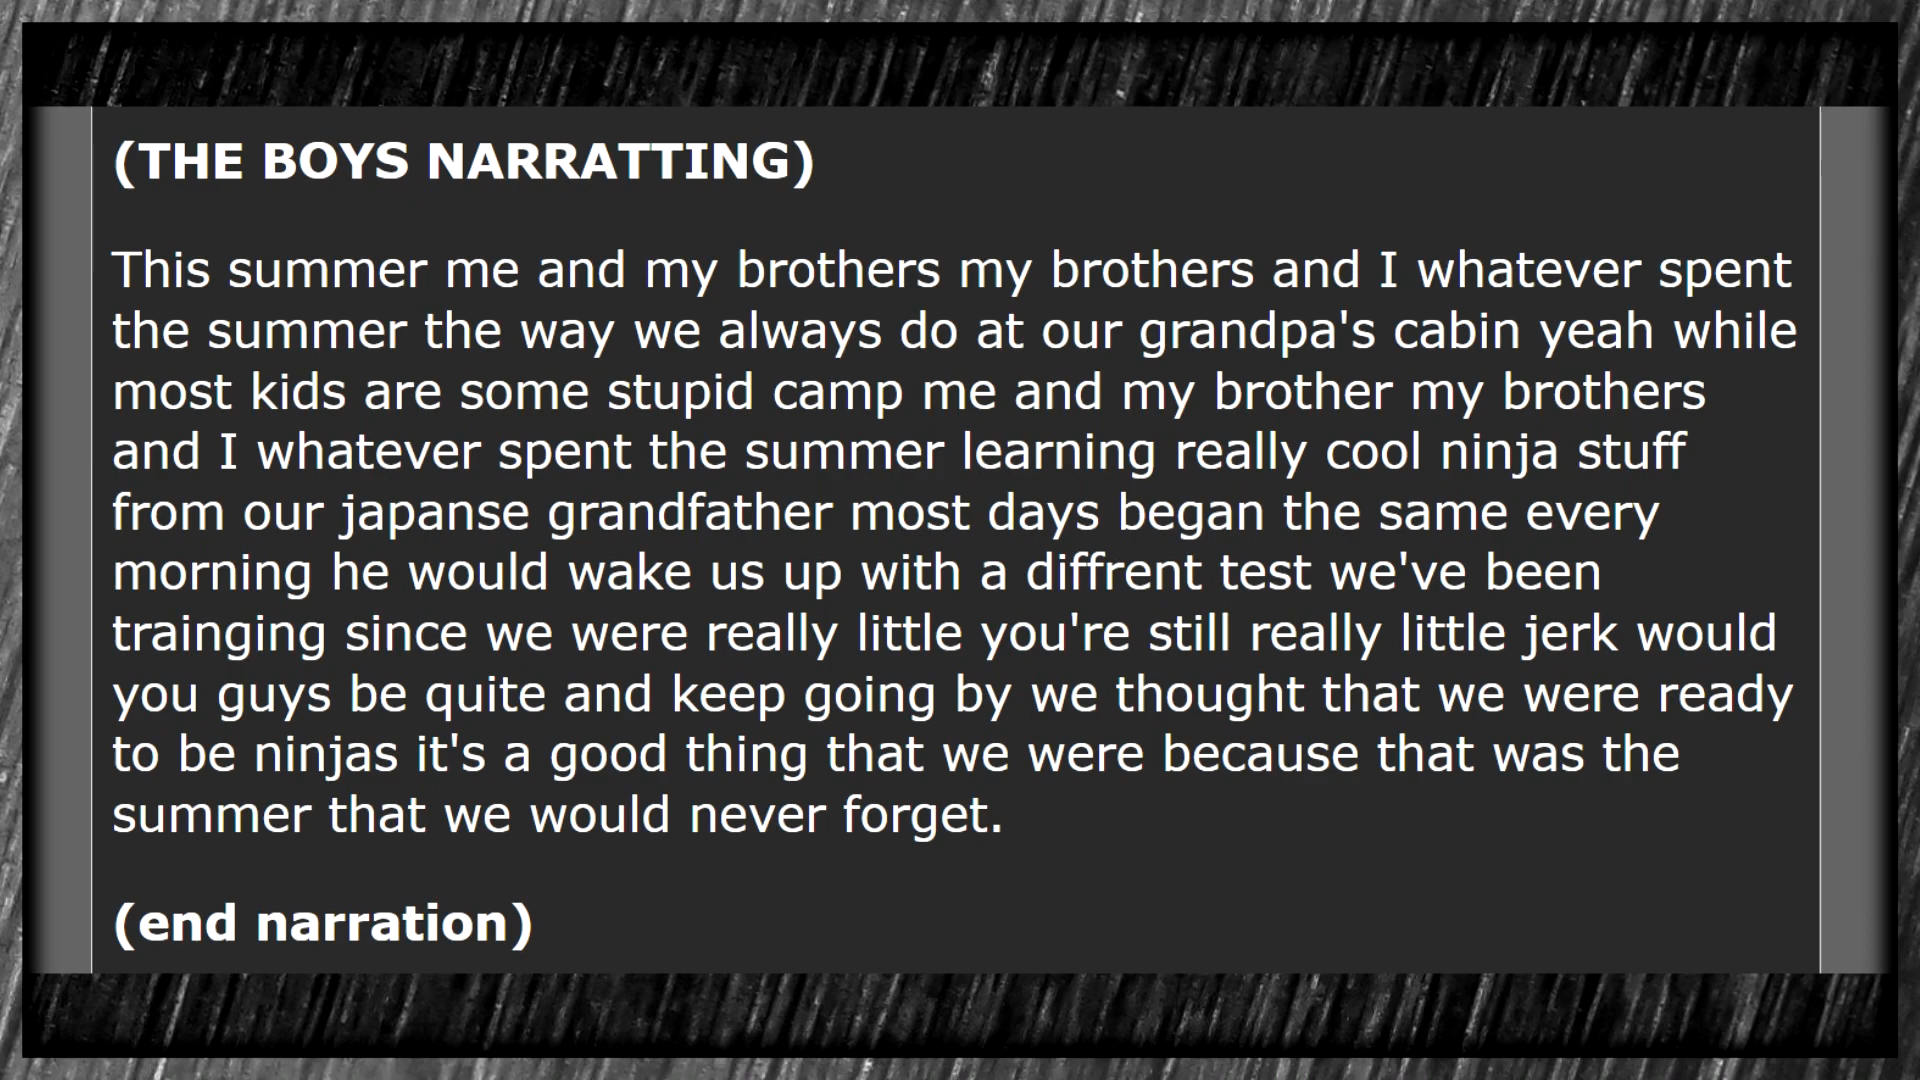 (THE BOYS NARRATTING)
This summer me and my brothers my brothers and I whatever spent
the summer the way we always do at our grandpa's cabin yeah while
most kids are some stupid camp me and my brother my brothers
and I whatever spent the summer learning really cool ninja stuff
from our japanse grandfather most days began the same every
morning he would wake us up with a diffrent test we've been
trainging since we were really little you're still really little jerk would
you guys be quite and keep going by we thought that we were ready
to be ninjas it's a good thing that we were because that was the
summer that we would never forget.
(end narration)